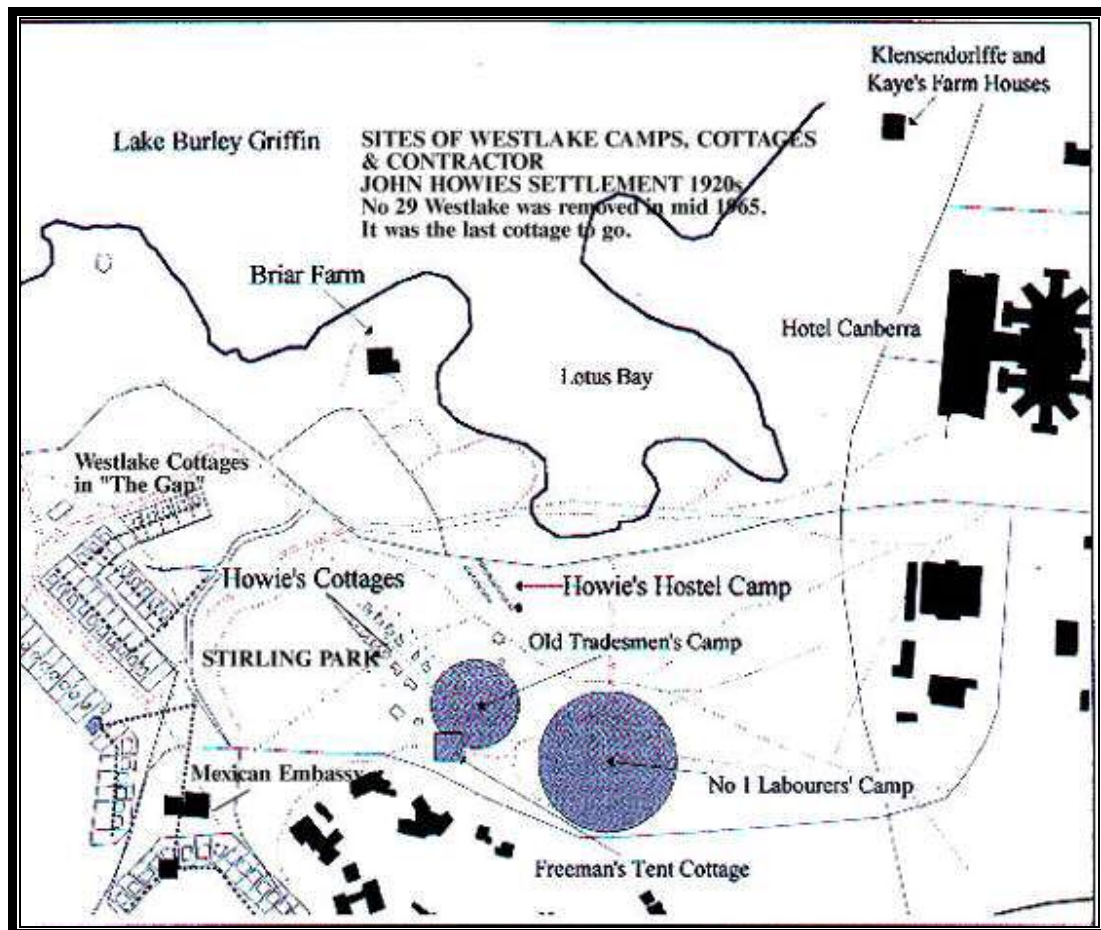 Klensendorlffe and
Kaye's Farm Houses
Lake Burley Griffin
SITES OF WESTLAKE CAMPS, COTTAGES
& CONTRACTOR
JOHN HOWIES SETTLEMENT 1920s
No 29 Westlake was removed in mid 1965.
It was the last cottage to go.
Briar Farm
Hotel Canberra
Lotus Bay
Westlake Cottages
in "The Gap"
Howie's Cottages
Howie's Hostel Camp
Old Tradesmen's Camp
STIRLING PARK
Mexican Embassy
No 1 Labourers' Camp
Freeman's Tent Cottage